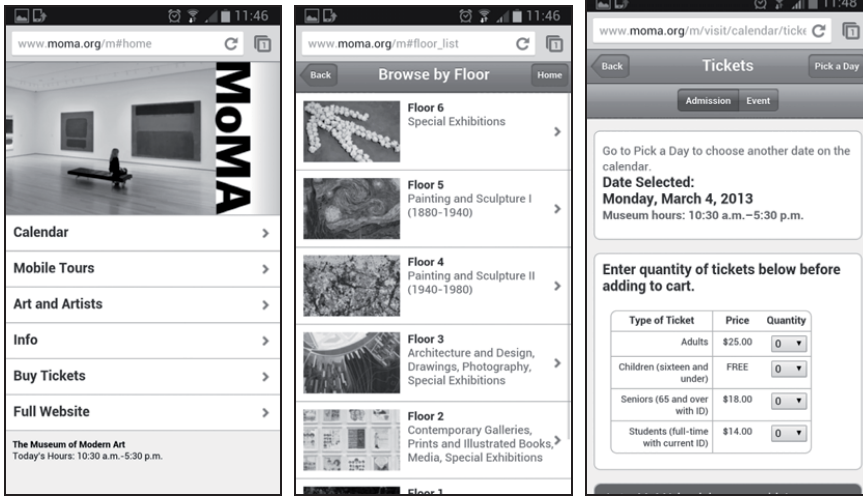 11:46
www.moma.org/m#home
1
MoMA
Calendar
Mobile Tours
Art and Artists
Info
Buy Tickets
Full Website
The Museum of Modern Art
Today's Hours: 10:30 a.m.-5:30 p.m.
11:46
www.moma.org/m#floor_list
1
Back
Browse by Floor
Home
Floor 6
Special Exhibitions
Floor 5
Painting and Sculpture I
(1880-1940)
Floor 4
Painting and Sculpture II
(1940-1980)
Floor 3
Architecture and Design,
Drawings, Photography,
Special Exhibitions
Floor 2
Contemporary Galleries,
Prints and Illustrated Books,
Media, Special Exhibitions
Floor 1
11:48
www.moma.org/m/visit/calendar/ticke
1
Back
Tickets
Pick a Day
Admission Event
Go to Pick a Day to choose another date on the
calendar.
Date Selected:
Monday, March 4, 2013
Museum hours: 10:30 a.m.–5:30 p.m.
Enter quantity of tickets below before
adding to cart.
Type of Ticket Price Quantity
Adults $25.00 0
Children (sixteen and
under) FREE 0
Seniors (65 and over
with ID) $18.00 0
Students (full-time
with current ID) $14.00 0